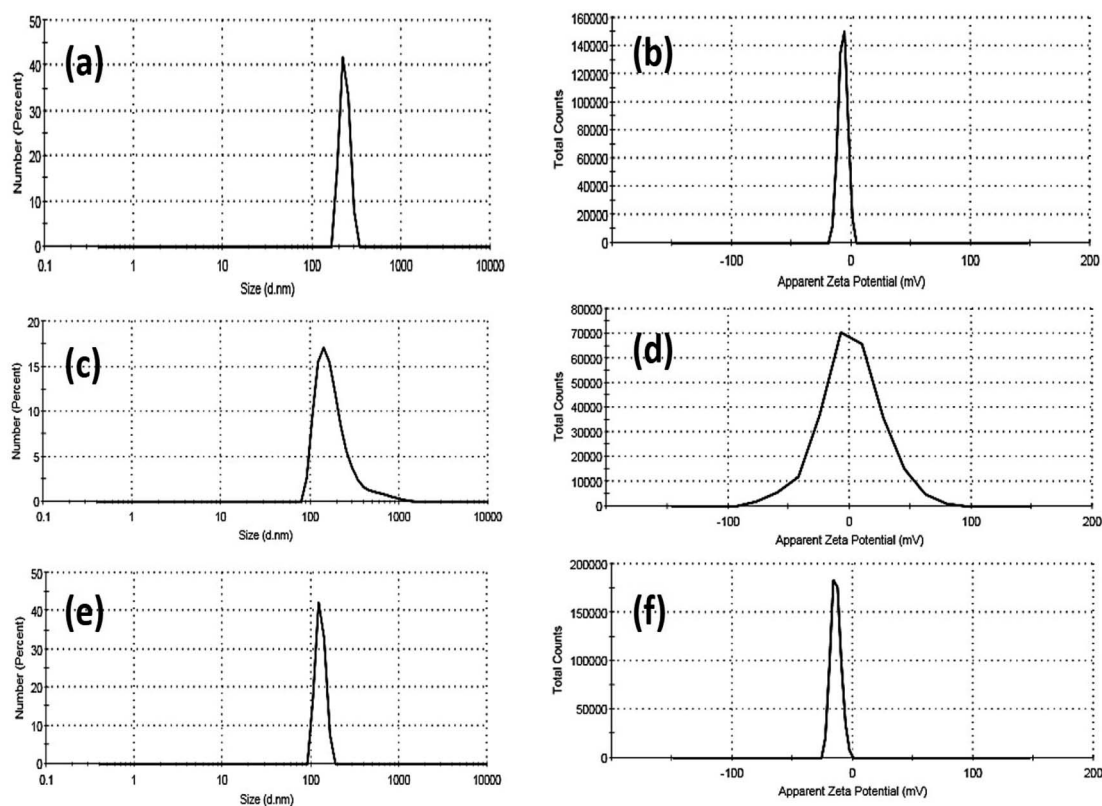 50
40
30
20
10
0
Number (Percent)
(a)
0.1 1 10 100 1000 10000
Size (d.nm)
160000
140000
120000
100000
80000
60000
40000
20000
0
Total Counts
(b)
-100 0 100 200
Apparent Zeta Potential (mV)
20
15
10
5
0
Number (Percent)
(c)
0.1 1 10 100 1000 10000
Size (d.nm)
80000
70000
60000
50000
40000
30000
20000
10000
0
Total Counts
(d)
-100 0 100 200
Apparent Zeta Potential (mV)
50
40
30
20
10
0
Number (Percent)
(e)
0.1 1 10 100 1000 10000
Size (d.nm)
200000
150000
100000
50000
0
Total Counts
(f)
-100 0 100 200
Apparent Zeta Potential (mV)